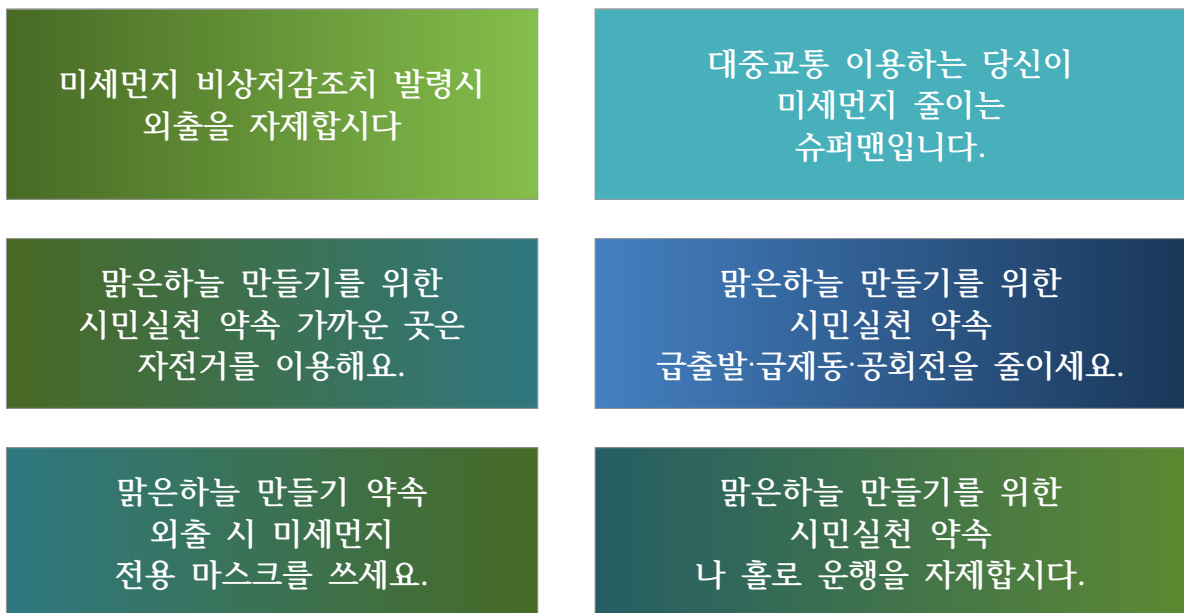 미세먼지 비상저감조치 발령시
외출을 자제합시다
대중교통 이용하는 당신이
미세먼지 줄이는
슈퍼맨입니다.
맑은하늘 만들기를 위한
시민실천 약속 가까운 곳은
자전거를 이용해요.
맑은하늘 만들기를 위한
시민실천 약속
급출발·급제동·공회전을 줄이세요.
맑은하늘 만들기 약속
외출 시 미세먼지
전용 마스크를 쓰세요.
맑은하늘 만들기를 위한
시민실천 약속
나 홀로 운행을 자제합시다.